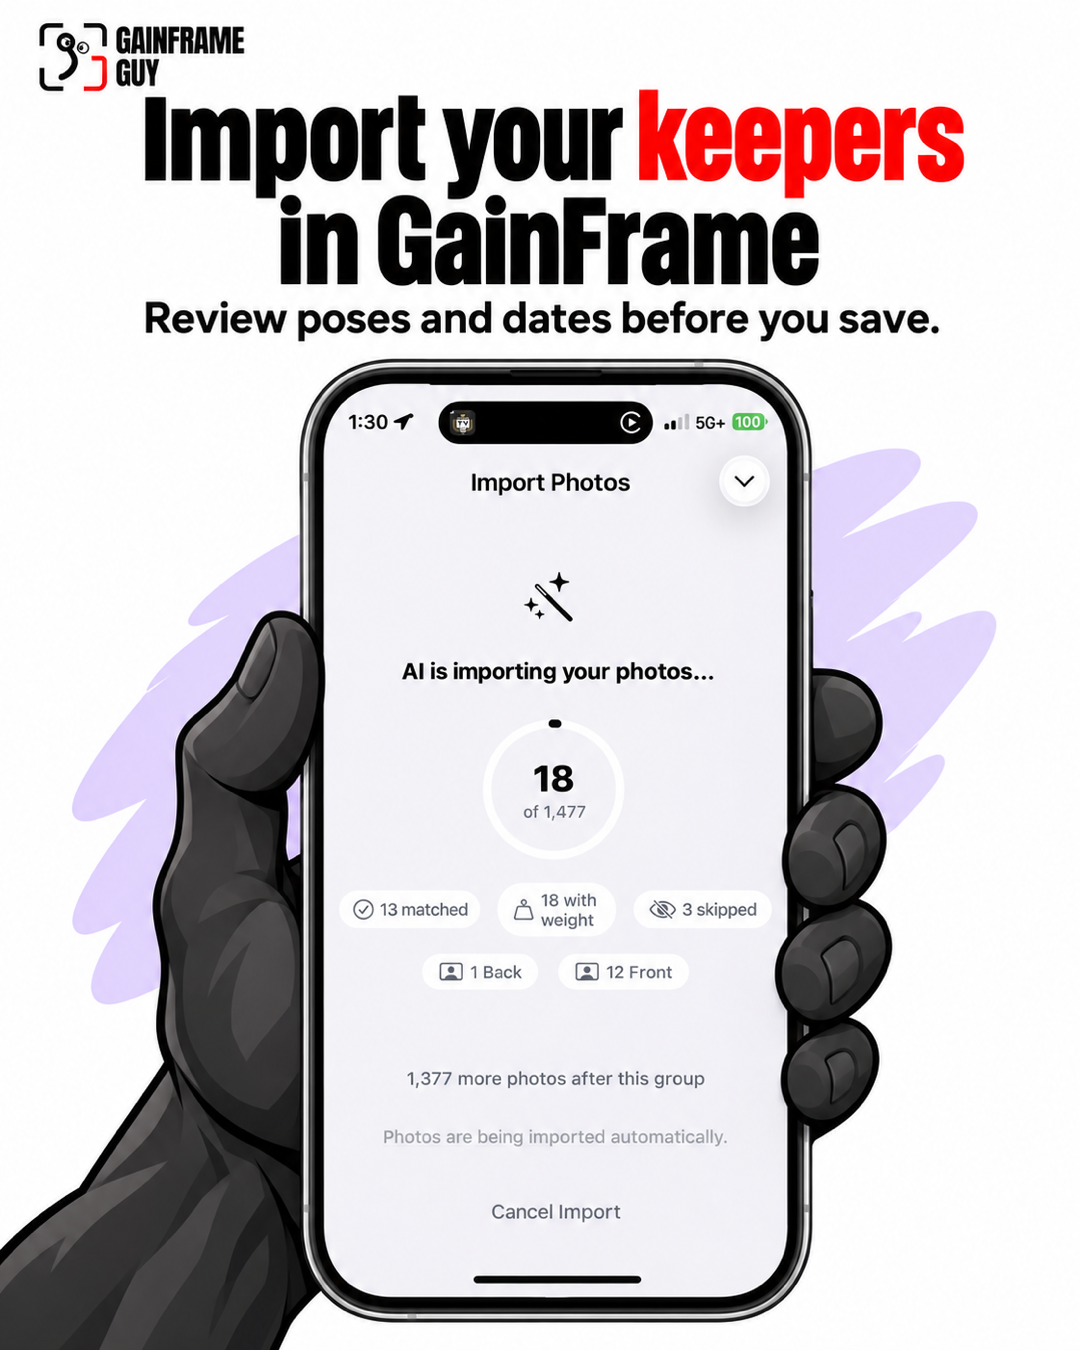 GAINFRAME
GUY
Import your keepers
in GainFrame
Review poses and dates before you save.
1:30
TV
5G+
100
Import Photos
AI is importing your photos...
18
of 1,477
13 matched
18 with
weight
3 skipped
1 Back
12 Front
1,377 more photos after this group
Photos are being imported automatically.
Cancel Import